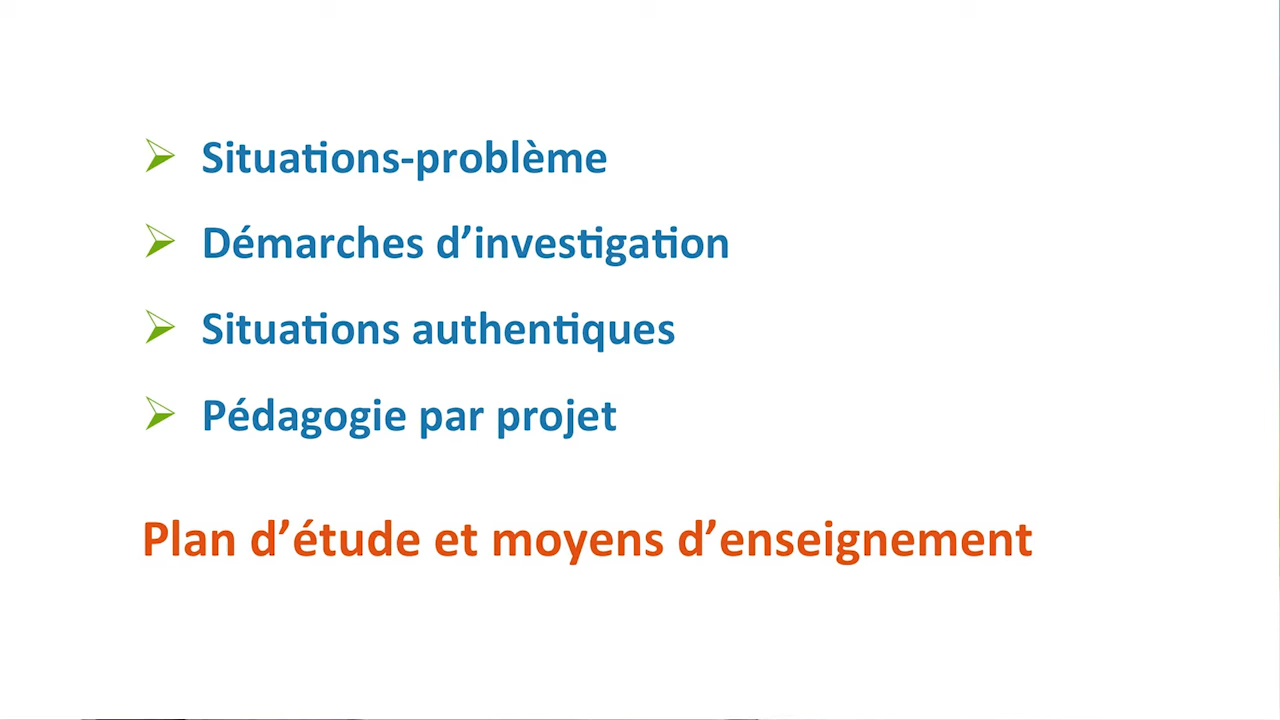 Situations-problème
Démarches d’investigation
Situations authentiques
Pédagogie par projet
Plan d’étude et moyens d’enseignement